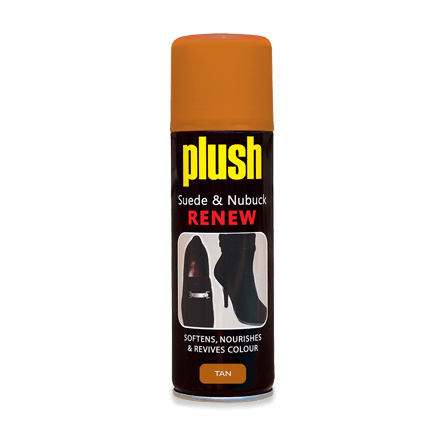 plush
Suede & Nubuck
RENEW
SOFTENS, NOURISHES
& REVIVES COLOUR
TAN